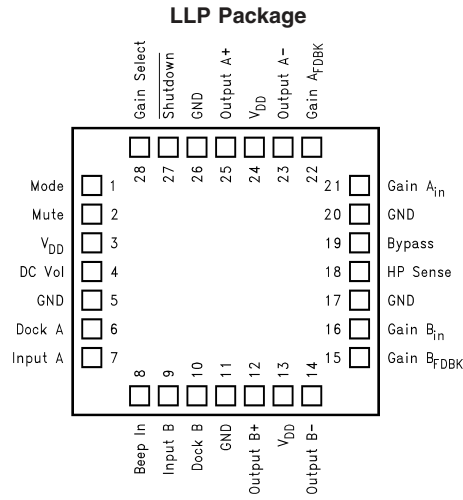 LLP Package
Gain Select
Shutdown
GND
Output A+
VDD
Output A-
Gain AFDBK
28 27 26 25 24 23 22
Mode 1
Mute 2
VDD 3
DC Vol 4
GND 5
Dock A 6
Input A 7
21 Gain Ain
20 GND
19 Bypass
18 HP Sense
17 GND
16 Gain Bin
15 Gain BFDBK
8 9 10 11 12 13 14
Beep In
Input B
Dock B
GND
Output B+
VDD
Output B-